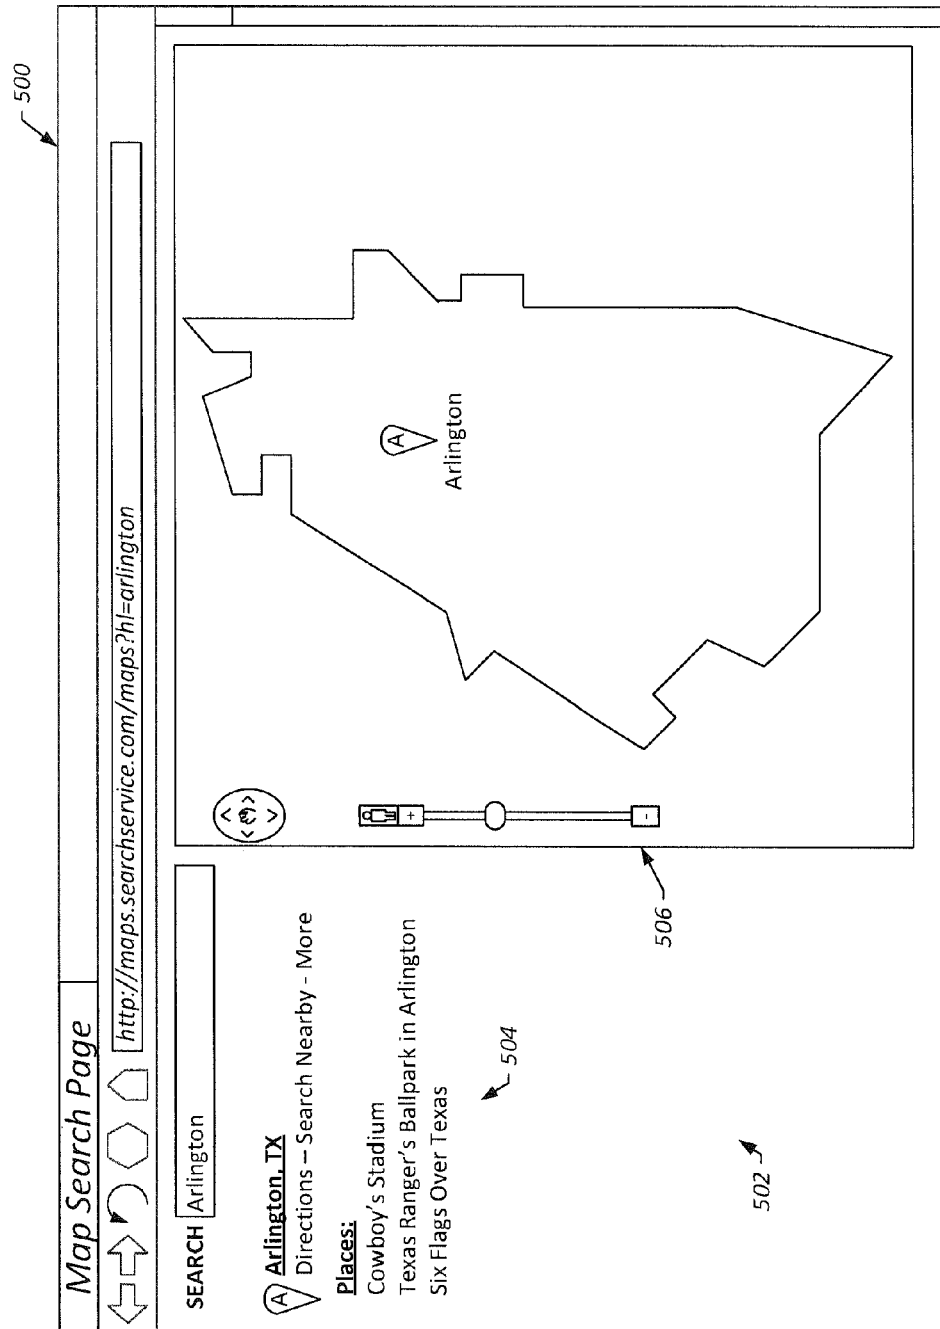 500
Map Search Page
http://maps.searchservice.com/maps?hl=arlington
SEARCH Arlington
A Arlington, TX
Directions – Search Nearby - More
Places:
Cowboy's Stadium
Texas Ranger's Ballpark in Arlington
Six Flags Over Texas
504
502
+
-
506
A
Arlington